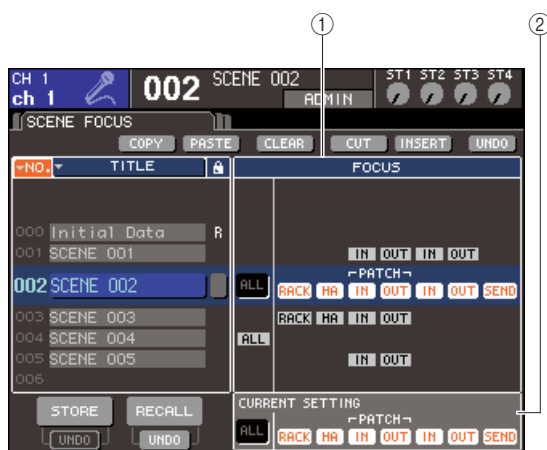 ① ②
CH 1 002 SCENE 002 ST1 ST2 ST3 ST4
ch 1 ADMIN
SCENE FOCUS
COPY PASTE CLEAR CUT INSERT UNDO
NO. TITLE FOCUS
000 Initial Data R
001 SCENE 001 IN OUT IN OUT
PATCH
002 SCENE 002 ALL RACK HA IN OUT IN OUT SEND
003 SCENE 003 RACK HA IN OUT
004 SCENE 004 ALL
005 SCENE 005 IN OUT
006
STORE RECALL CURRENT SETTING
PATCH
UNDO UNDO ALL RACK HA IN OUT IN OUT SEND